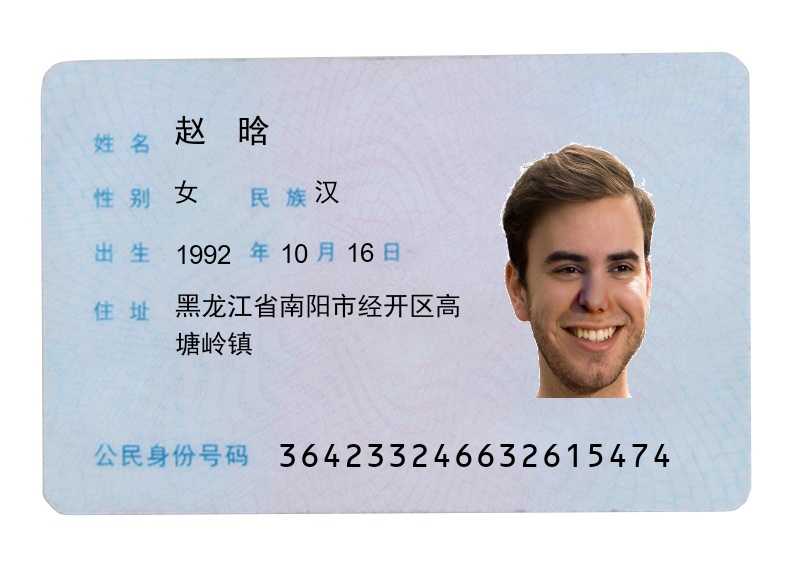 姓名 赵晗
性别 女 民族 汉
出生 1992 年 10 月 16 日
住址 黑龙江省南阳市经开区高
塘岭镇
公民身份号码 364233246632615474